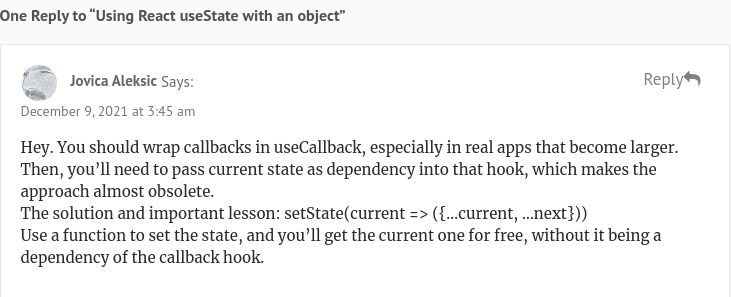 One Reply to “Using React useState with an object”
Jovica Aleksic Says:
Reply
December 9, 2021 at 3:45 am
Hey. You should wrap callbacks in useCallback, especially in real apps that become larger.
Then, you’ll need to pass current state as dependency into that hook, which makes the
approach almost obsolete.
The solution and important lesson: setState(current => ({…current, …next}))
Use a function to set the state, and you’ll get the current one for free, without it being a
dependency of the callback hook.